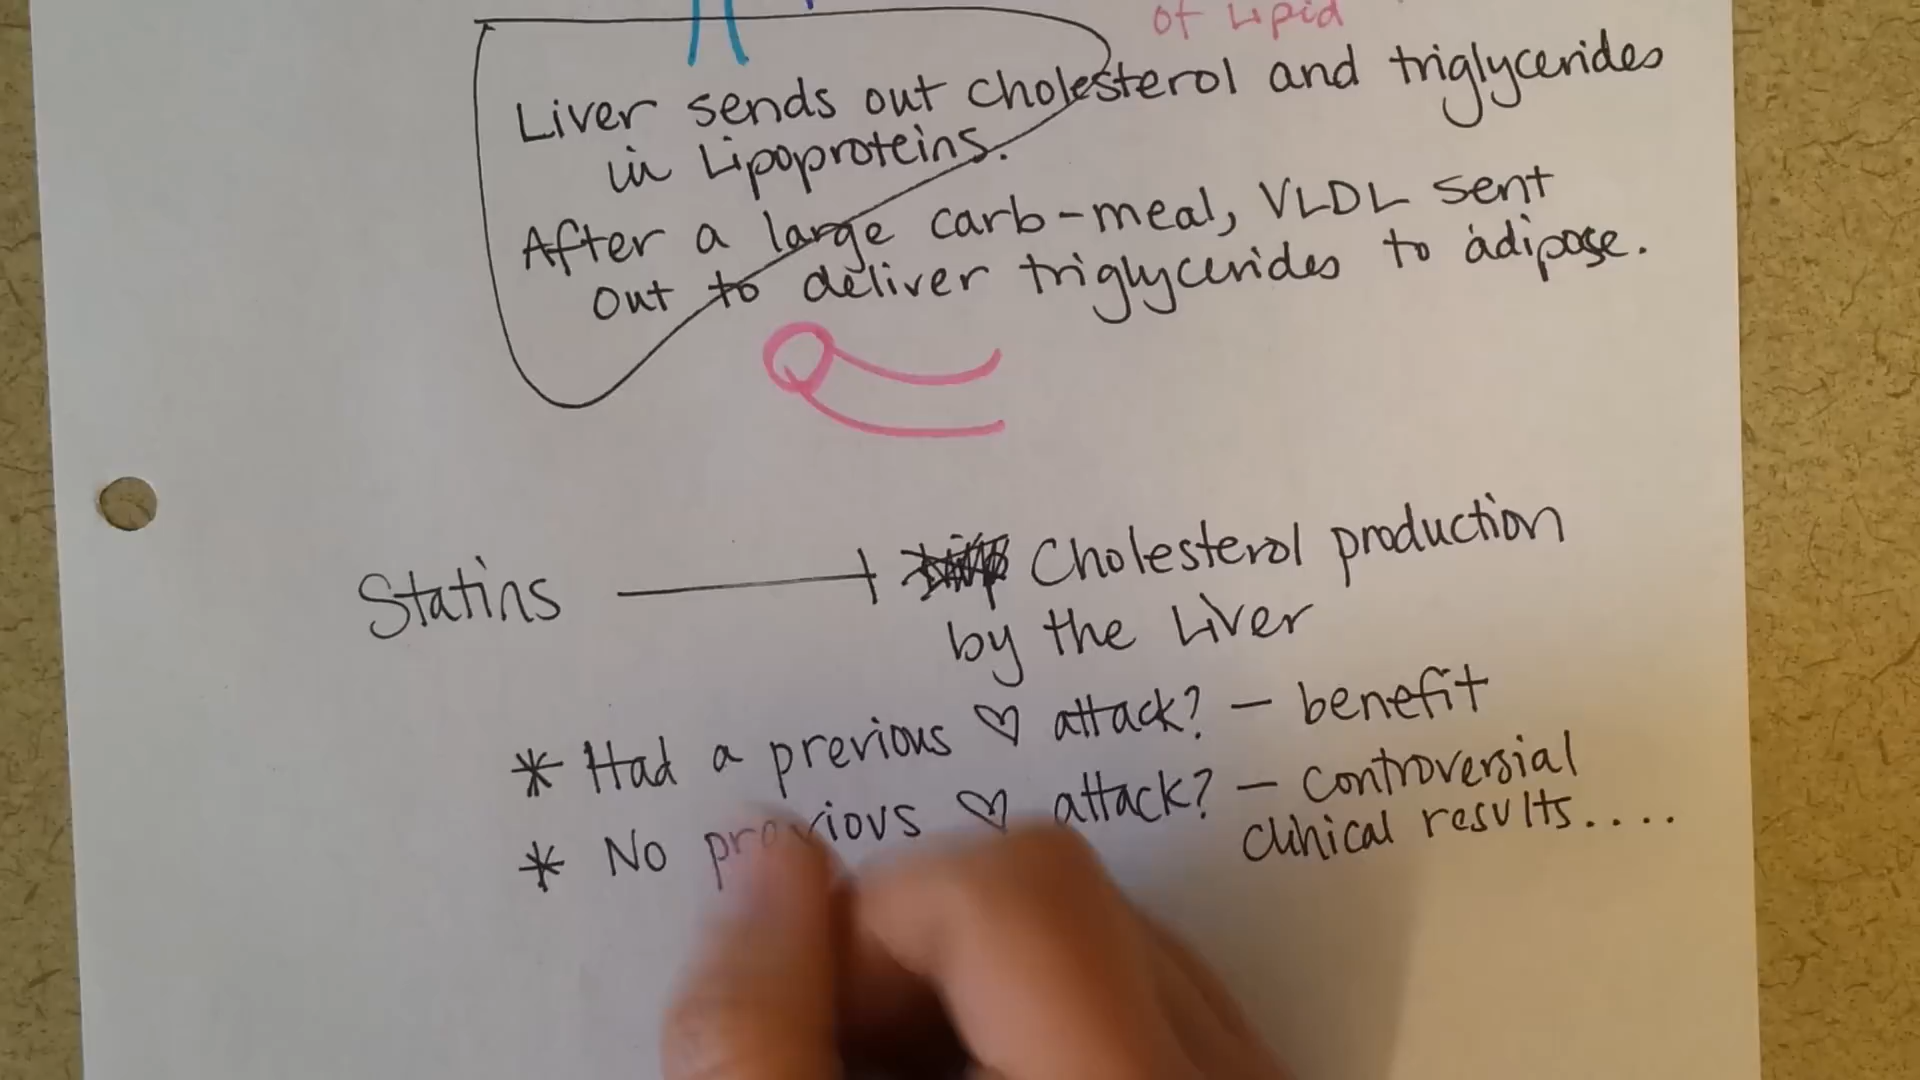 of Lipid
Liver sends out cholesterol and triglycerides
in Lipoproteins.
After a large carb-meal, VLDL sent
out to deliver triglycerides to adipose.
Statins
Cholesterol production
by the Liver
* Had a previous ♡ attack? - benefit
* No previous ♡ attack? - controversial
clinical results....